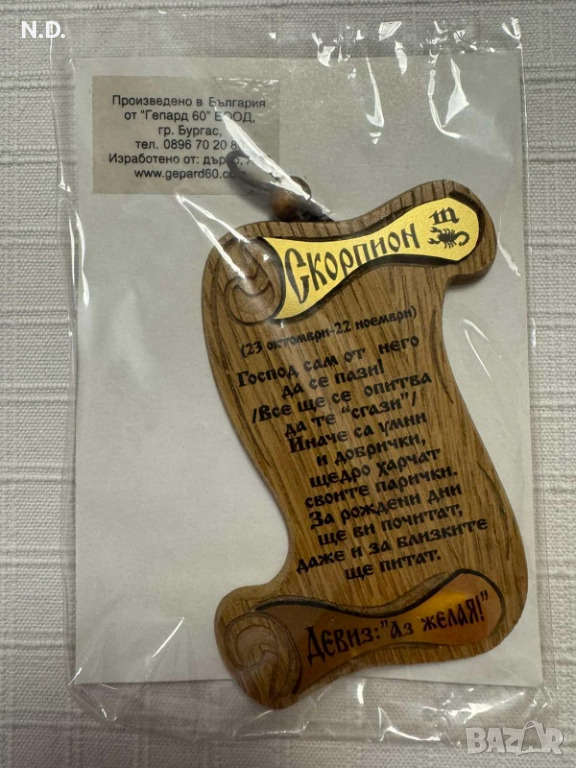 N.D.
Произведено в България
от "Гепард 60" ЕООД,
гр. Бургас,
тел. 0896 70 20
Изработено от:
www.gepard60.com
Скорпион
(23 октомври-22 ноември)
Господ сам от него
да се пази!
/Все ще се опитва
да те "сгази"/
Иначе са умни
и добрички,
щедро харчат
своите парички.
За рождени дни
ще ви почитат,
даже и за близките
ще питат.
Девиз:"Аз желая!"
BAZAR